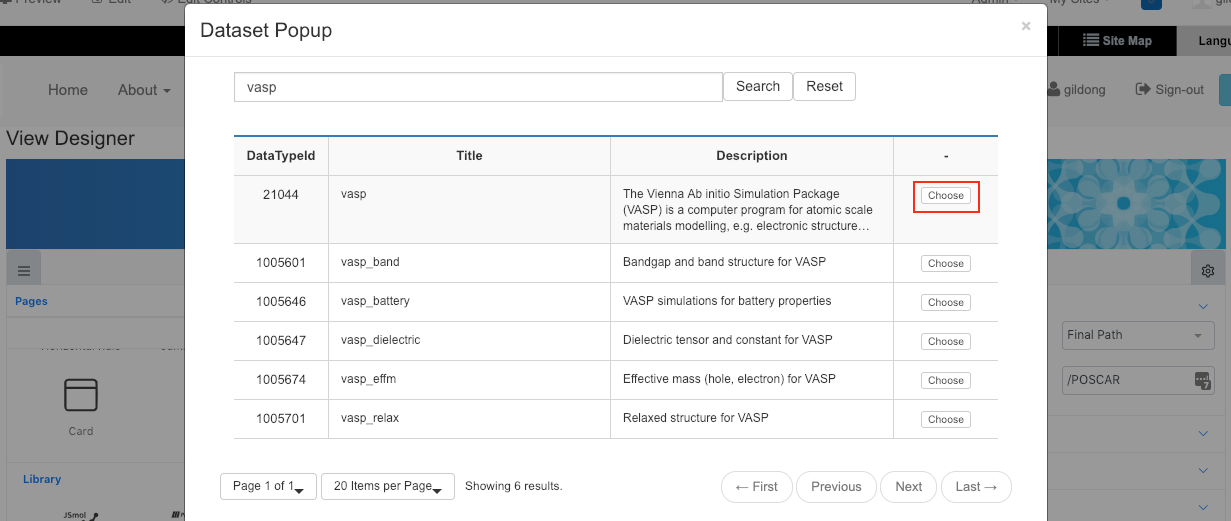 Preview Edit Edit Controls Admin My Sites
Dataset Popup ×
Site Map Langu
vasp Search Reset
Home About gildong Sign-out
View Designer
DataTypeId Title Description -
21044 vasp The Vienna Ab initio Simulation Package Choose
(VASP) is a computer program for atomic scale
materials modelling, e.g. electronic structure…
1005601 vasp_band Bandgap and band structure for VASP Choose
1005646 vasp_battery VASP simulations for battery properties Choose
Pages
1005647 vasp_dielectric Dielectric tensor and constant for VASP Choose
Final Path
1005674 vasp_effm Effective mass (hole, electron) for VASP Choose
/POSCAR 7
1005701 vasp_relax Relaxed structure for VASP Choose
Card
Library
Page 1 of 1 20 Items per Page Showing 6 results. ← First Previous Next Last →
JSmol